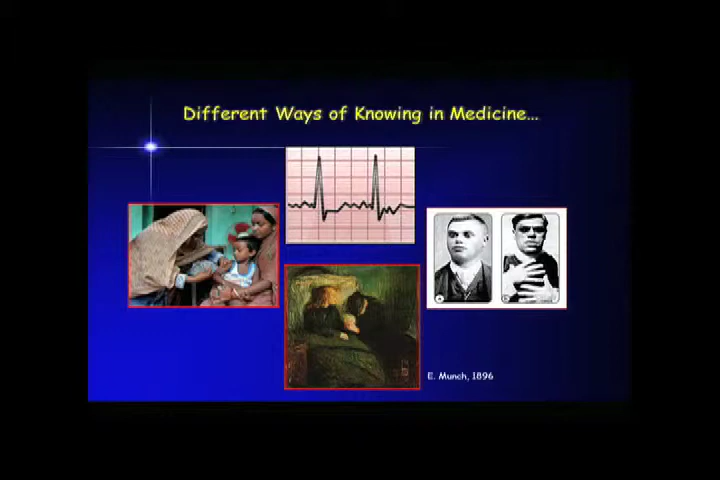 Different Ways of Knowing in Medicine...
E. Munch, 1896